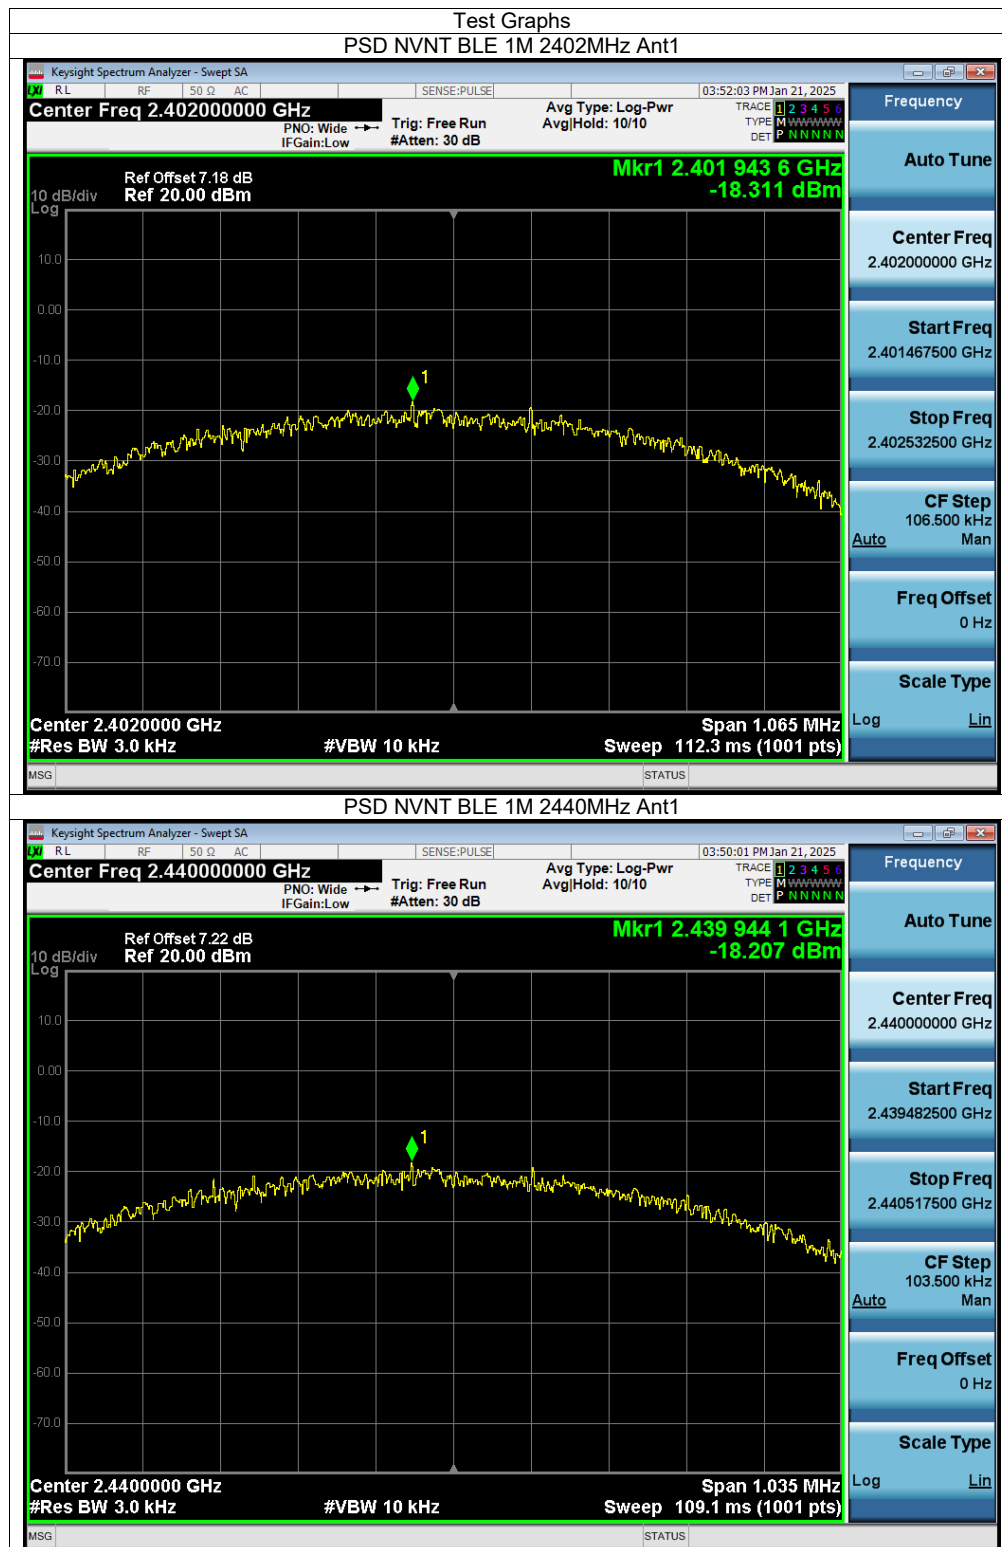 Test Graphs
PSD NVNT BLE 1M 2402MHz Ant1
Keysight Spectrum Analyzer - Swept SA
LXI RL RF 50 Ω AC SENSE:PULSE 03:52:03 PM Jan 21, 2025
Center Freq 2.402000000 GHz
PNO: Wide
IFGain:Low
Trig: Free Run
#Atten: 30 dB
Avg Type: Log-Pwr
Avg|Hold: 10/10
TRACE 1 2 3 4 5 6
TYPE M WWWWW
DET P N N N N N
Frequency
Auto Tune
Center Freq
2.402000000 GHz
Start Freq
2.401467500 GHz
Stop Freq
2.402532500 GHz
CF Step
106.500 kHz
Auto Man
Freq Offset
0 Hz
Scale Type
Log Lin
Mkr1 2.401 943 6 GHz
-18.311 dBm
Ref Offset 7.18 dB
10 dB/div Ref 20.00 dBm
Log
10.0
0.00
-10.0
1
-20.0
-30.0
-40.0
-50.0
-60.0
-70.0
Center 2.4020000 GHz Span 1.065 MHz
#Res BW 3.0 kHz #VBW 10 kHz Sweep 112.3 ms (1001 pts)
MSG STATUS
PSD NVNT BLE 1M 2440MHz Ant1
Keysight Spectrum Analyzer - Swept SA
LXI RL RF 50 Ω AC SENSE:PULSE 03:50:01 PM Jan 21, 2025
Center Freq 2.440000000 GHz
PNO: Wide
IFGain:Low
Trig: Free Run
#Atten: 30 dB
Avg Type: Log-Pwr
Avg|Hold: 10/10
TRACE 1 2 3 4 5 6
TYPE M WWWWW
DET P N N N N N
Frequency
Auto Tune
Center Freq
2.440000000 GHz
Start Freq
2.439482500 GHz
Stop Freq
2.440517500 GHz
CF Step
103.500 kHz
Auto Man
Freq Offset
0 Hz
Scale Type
Log Lin
Mkr1 2.439 944 1 GHz
-18.207 dBm
Ref Offset 7.22 dB
10 dB/div Ref 20.00 dBm
Log
10.0
0.00
-10.0
1
-20.0
-30.0
-40.0
-50.0
-60.0
-70.0
Center 2.4400000 GHz Span 1.035 MHz
#Res BW 3.0 kHz #VBW 10 kHz Sweep 109.1 ms (1001 pts)
MSG STATUS